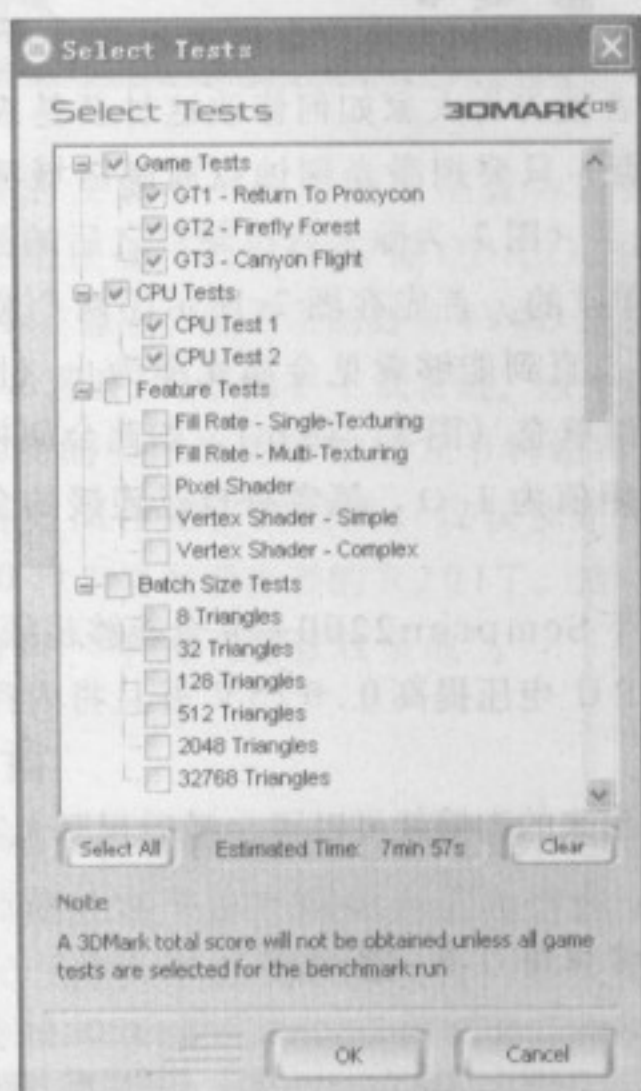 Select Tests
Select Tests 3DMARK05
Game Tests
GT1 - Return To Proxycon
GT2 - Firefly Forest
GT3 - Canyon Flight
CPU Tests
CPU Test 1
CPU Test 2
Feature Tests
Fill Rate - Single-Texturing
Fill Rate - Multi-Texturing
Pixel Shader
Vertex Shader - Simple
Vertex Shader - Complex
Batch Size Tests
8 Triangles
32 Triangles
128 Triangles
512 Triangles
2048 Triangles
32768 Triangles
Select All Estimated Time: 7min 57s Clear
Note
A 3DMark total score will not be obtained unless all game
tests are selected for the benchmark run
OK Cancel